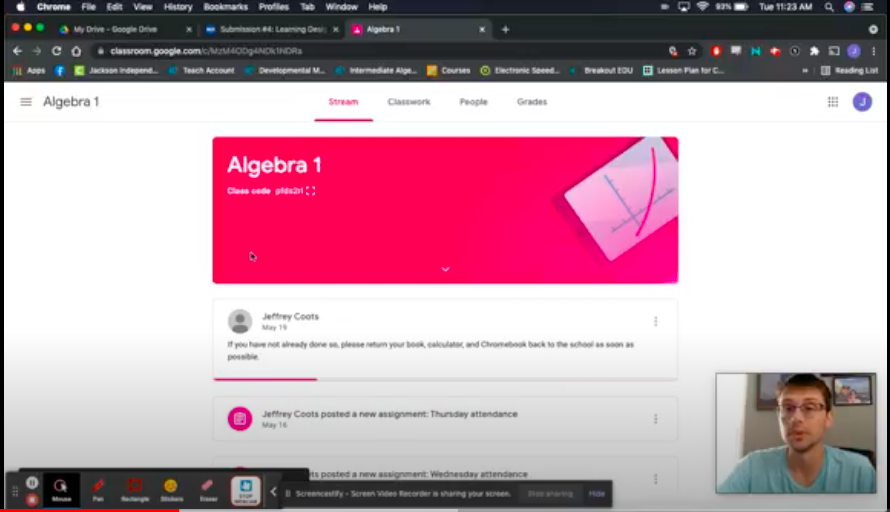 Chrome File Edit View History Bookmarks Profiles Tab Window Help 93% Tue 11:23 AM
My Drive - Google Drive × Submission #4: Learning Desi × Algebra 1 × +
classroom.google.com/c/MzM4ODg4NDk1NDRa J
Apps Jackson Independ... Teach Account Developmental M... Intermediate Alge... Courses Electronic Speed... Breakout EDU Lesson Plan for C... » Reading List
Algebra 1 Stream Classwork People Grades J
Algebra 1
Class code
Jeffrey Coots
May 19
If you have not already done so, please return your book, calculator, and Chromebook back to the school as soon as
possible.
Jeffrey Coots posted a new assignment: Thursday attendance
May 16
ots posted a new assignment: Wednesday attendance
Mouse Pen Rectangle Stickers Eraser STOP WEBCAM
Screencastify - Screen Video Recorder is sharing your screen. Stop sharing Hide